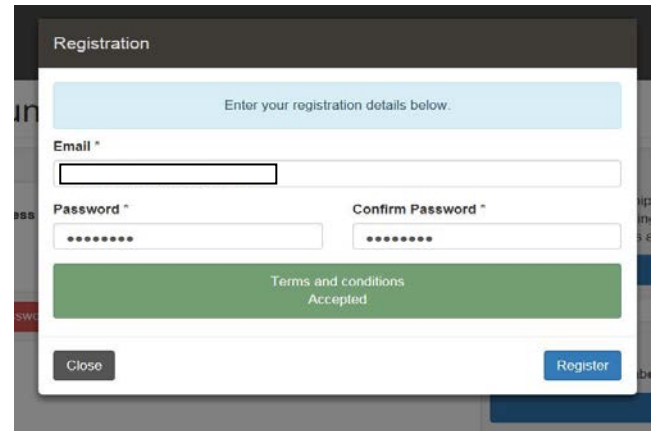 Registration
Enter your registration details below.
Email *
Password *
Confirm Password *
••••••••
••••••••
Terms and conditions
Accepted
Close
Register